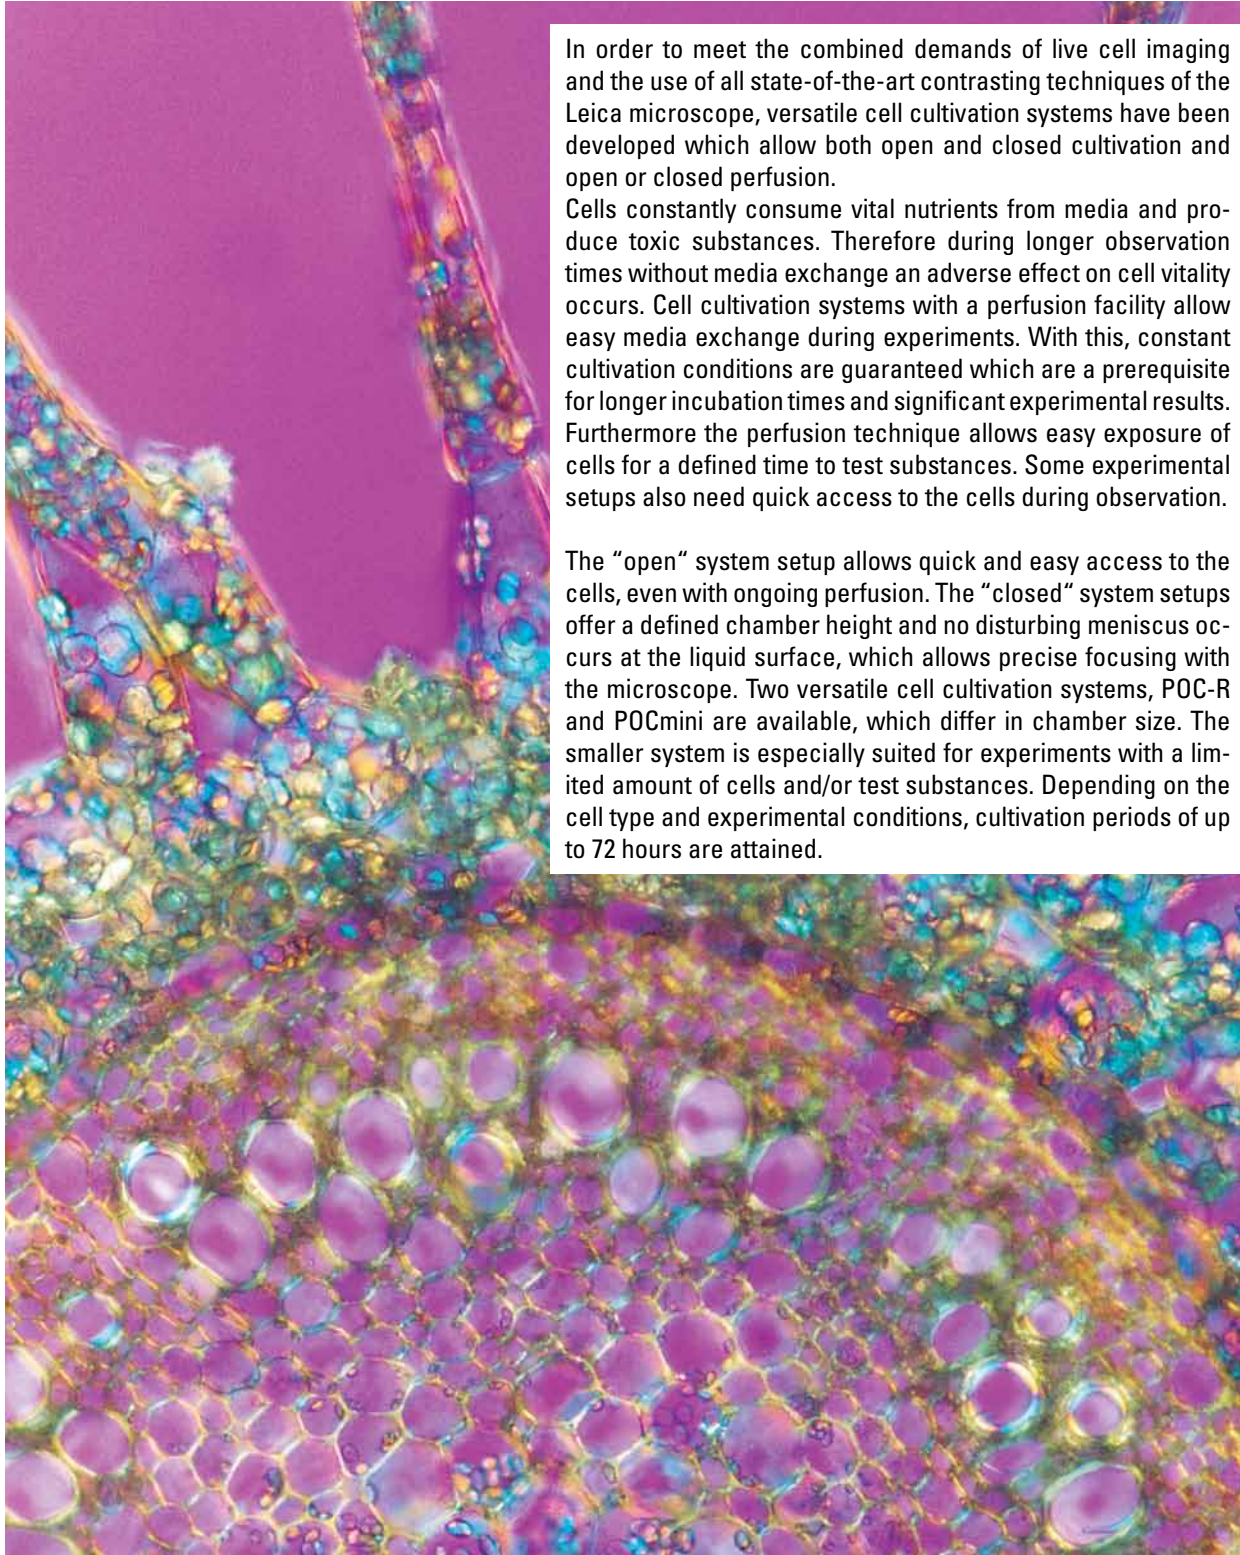 In order to meet the combined demands of live cell imaging
and the use of all state-of-the-art contrasting techniques of the
Leica microscope, versatile cell cultivation systems have been
developed which allow both open and closed cultivation and
open or closed perfusion.
Cells constantly consume vital nutrients from media and pro-
duce toxic substances. Therefore during longer observation
times without media exchange an adverse effect on cell vitality
occurs. Cell cultivation systems with a perfusion facility allow
easy media exchange during experiments. With this, constant
cultivation conditions are guaranteed which are a prerequisite
for longer incubation times and significant experimental results.
Furthermore the perfusion technique allows easy exposure of
cells for a defined time to test substances. Some experimental
setups also need quick access to the cells during observation.
The “open“ system setup allows quick and easy access to the
cells, even with ongoing perfusion. The “closed“ system setups
offer a defined chamber height and no disturbing meniscus oc-
curs at the liquid surface, which allows precise focusing with
the microscope. Two versatile cell cultivation systems, POC-R
and POCmini are available, which differ in chamber size. The
smaller system is especially suited for experiments with a lim-
ited amount of cells and/or test substances. Depending on the
cell type and experimental conditions, cultivation periods of up
to 72 hours are attained.